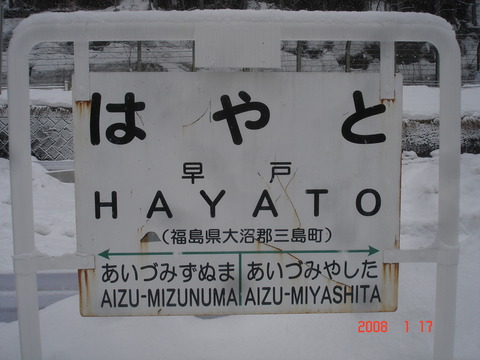 はやと
早戸
HAYATO
(福島県大沼郡三島町)
あいづみずぬま あいづみやした
AIZU-MIZUNUMA AIZU-MIYASHITA
2008 1 17